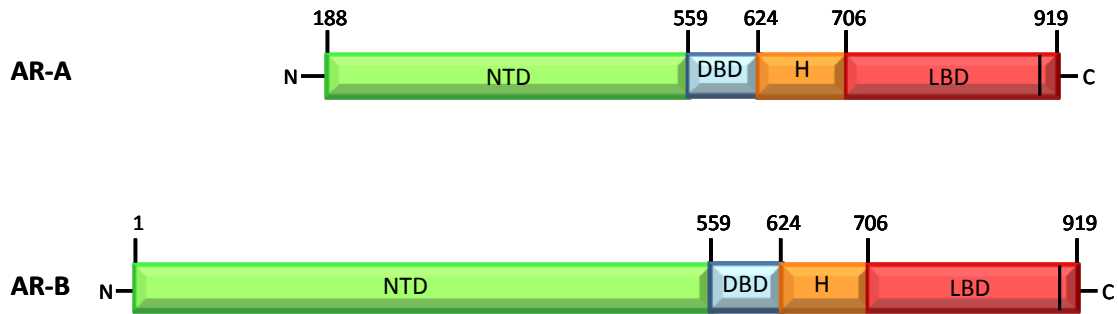 188 559 624 706 919
AR-A N NTD DBD H LBD C
1 559 624 706 919
AR-B N NTD DBD H LBD C